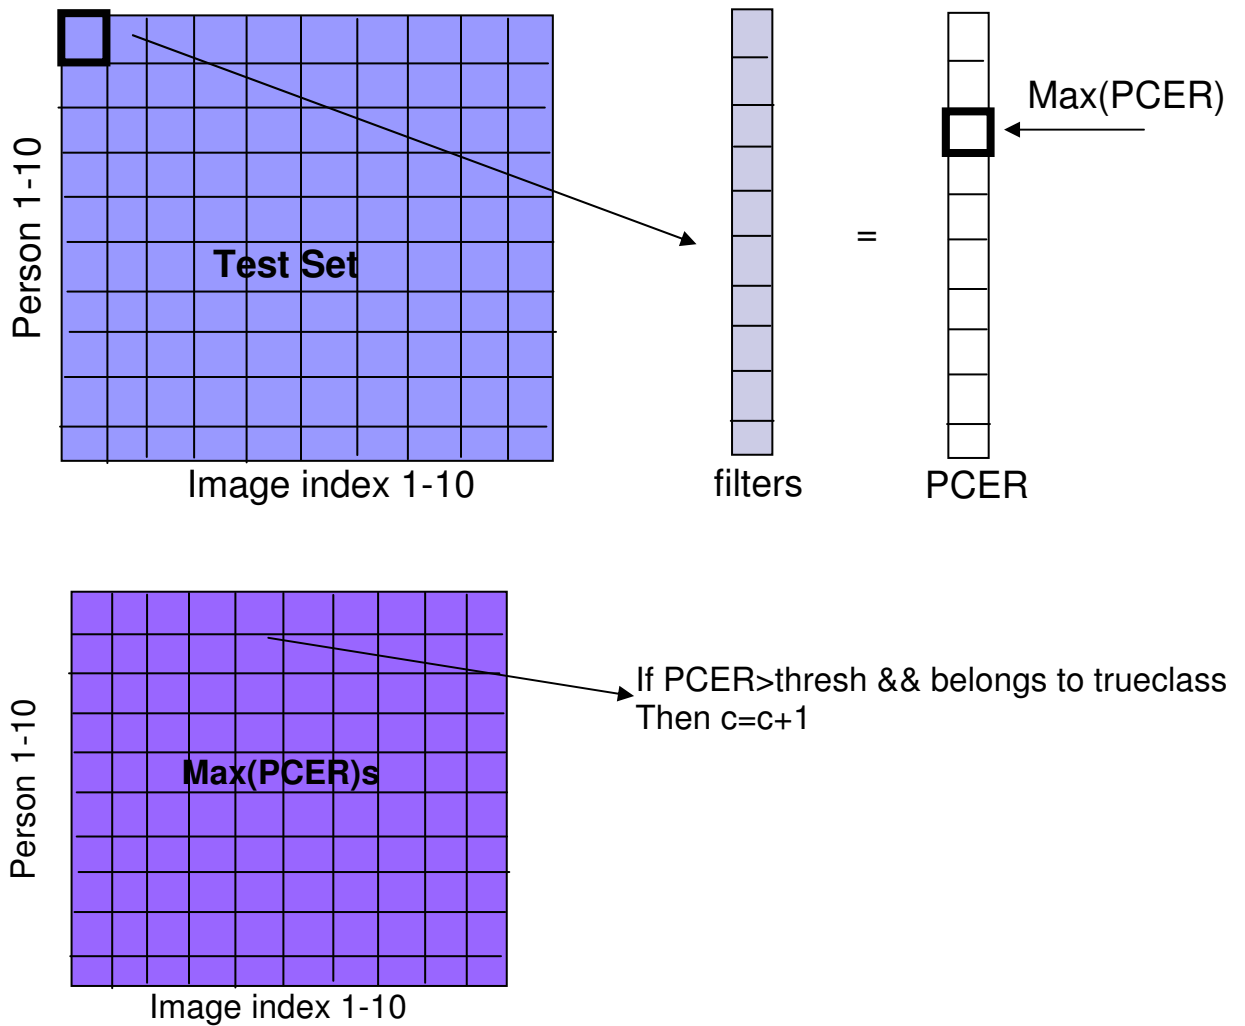 Person 1-10
Test Set
Image index 1-10
filters
=
PCER
Max(PCER)
Person 1-10
Max(PCER)s
Image index 1-10
If PCER>thresh && belongs to trueclass
Then c=c+1